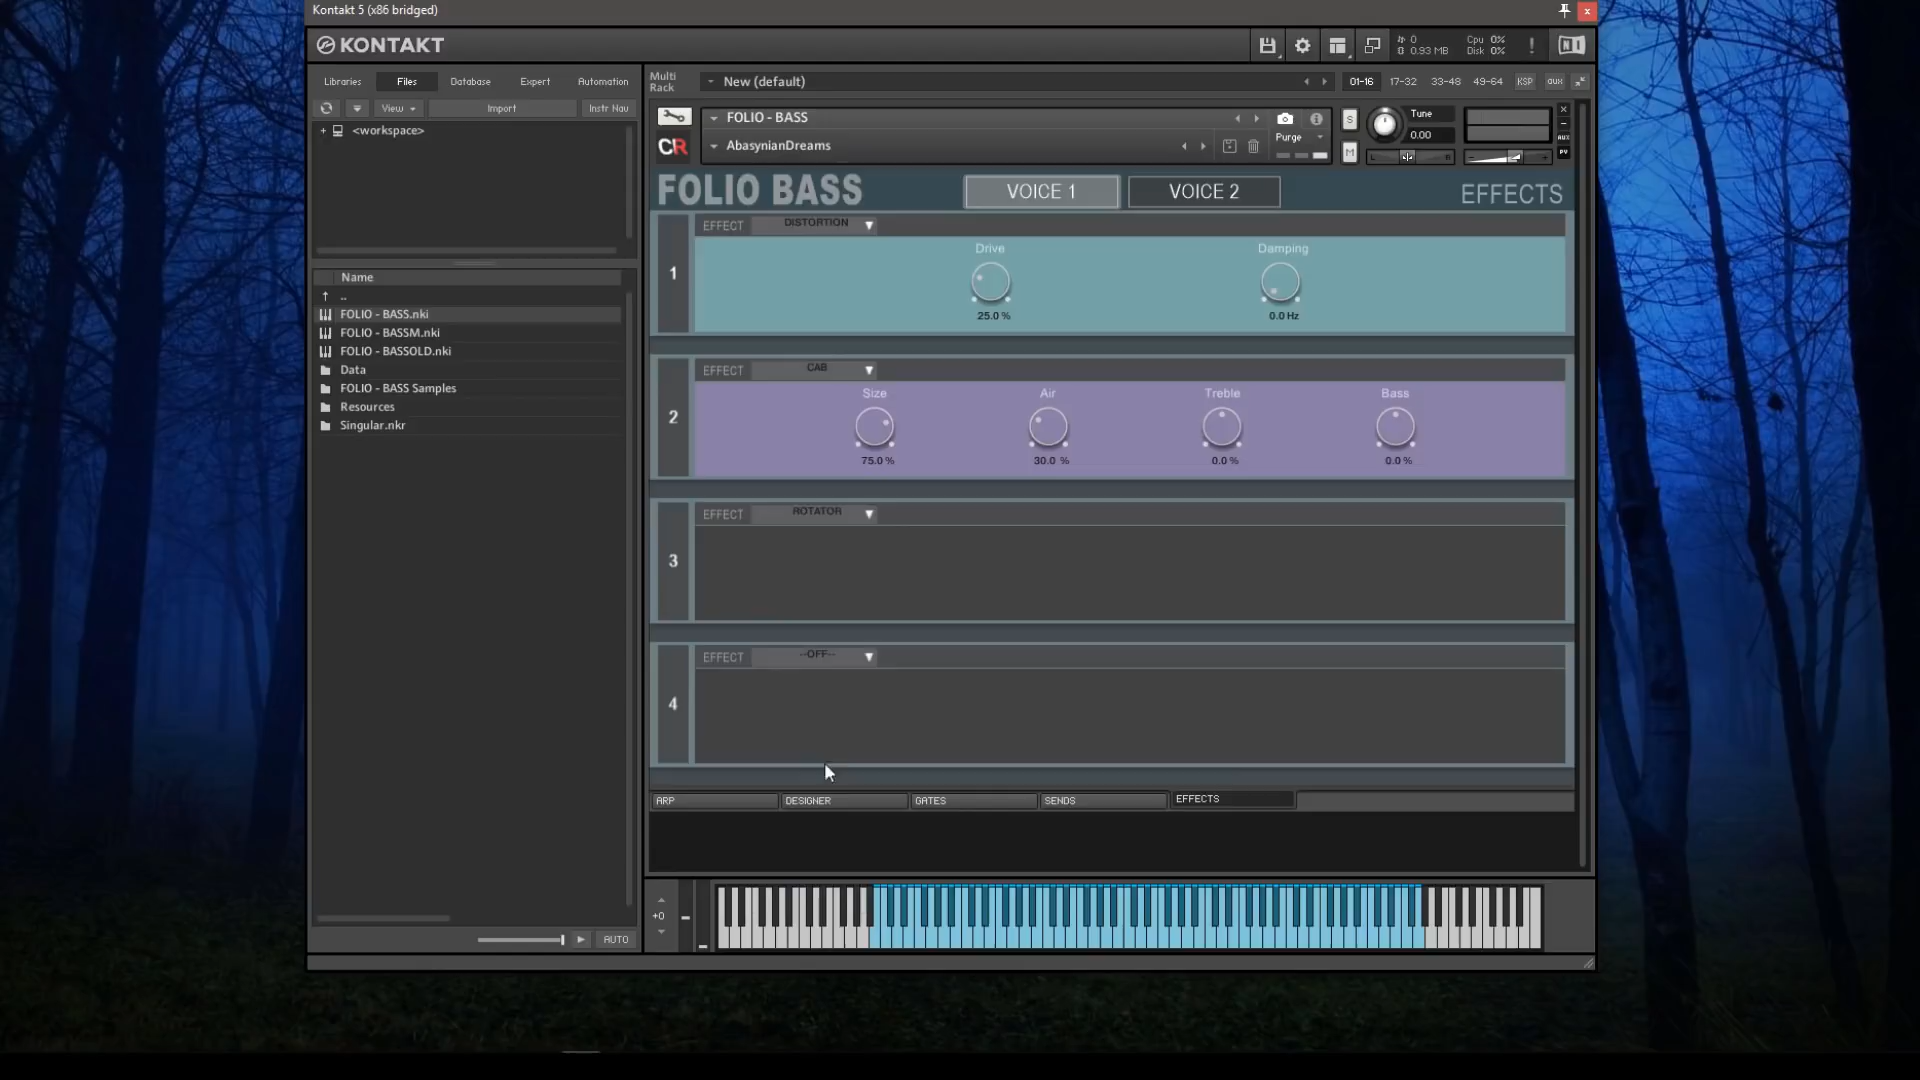 Kontakt 5 (x86 bridged)
x
KONTAKT
0
0.93 MB
Cpu 0%
Disk 0%
!
Libraries
Files
Database
Expert
Automation
View
Import
Instr Nav
<workspace>
Name
..
FOLIO - BASS.nki
FOLIO - BASSM.nki
FOLIO - BASSOLD.nki
Data
FOLIO - BASS Samples
Resources
Singular.nkr
AUTO
Multi
Rack
New (default)
01-16
17-32
33-48
49-64
KSP
AUX
FOLIO - BASS
Purge
S
Tune
0.00
CR
AbasynianDreams
M
L
R
AUX
PV
FOLIO BASS
VOICE 1
VOICE 2
EFFECTS
1
EFFECT
DISTORTION
Drive
Damping
25.0 %
0.0 Hz
2
EFFECT
CAB
Size
Air
Treble
Bass
75.0 %
30.0 %
0.0 %
0.0 %
3
EFFECT
ROTATOR
4
EFFECT
--OFF--
ARP
DESIGNER
GATES
SENDS
EFFECTS
+0